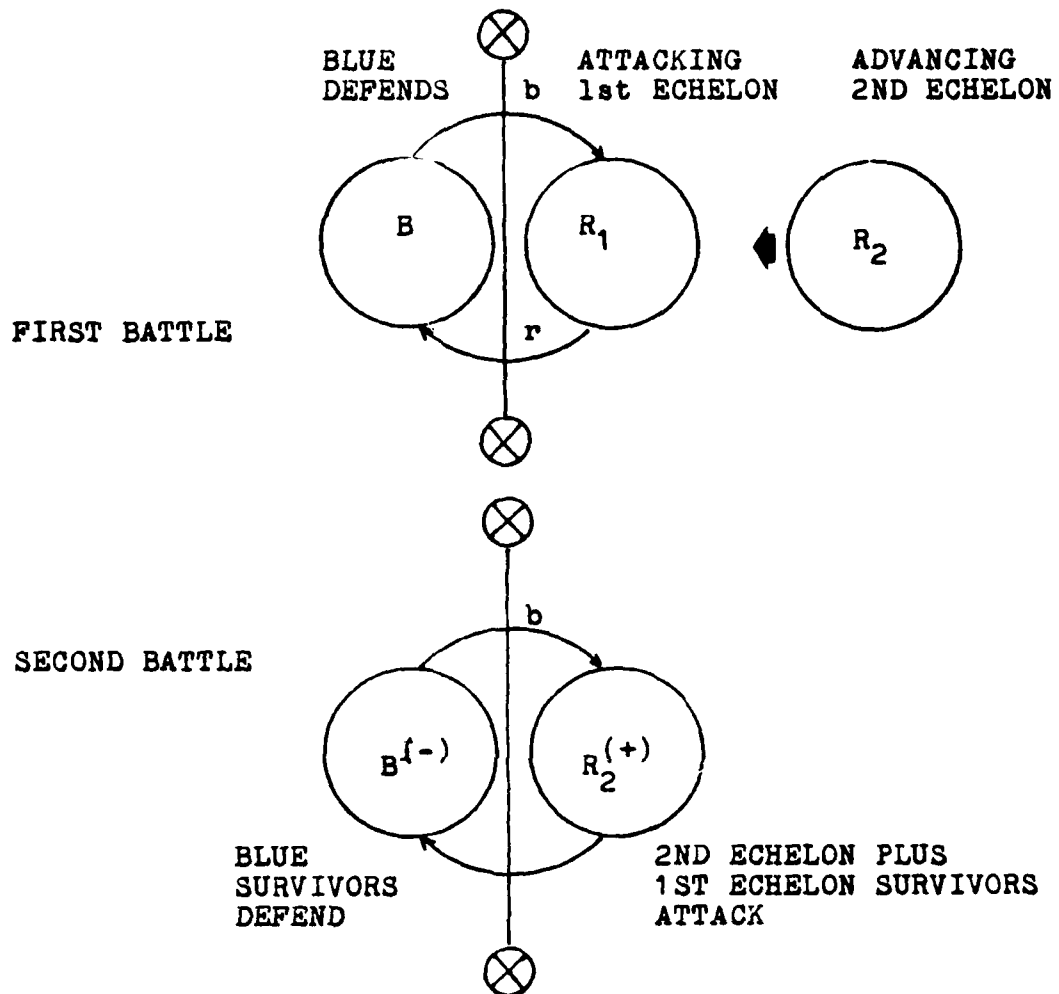 BLUE
DEFENDS
b
ATTACKING
1st ECHELON
ADVANCING
2ND ECHELON
B
R₁
R₂
FIRST BATTLE
r
b
SECOND BATTLE
B(-)
R₂(+)
BLUE
SURVIVORS
DEFEND
2ND ECHELON PLUS
1ST ECHELON SURVIVORS
ATTACK